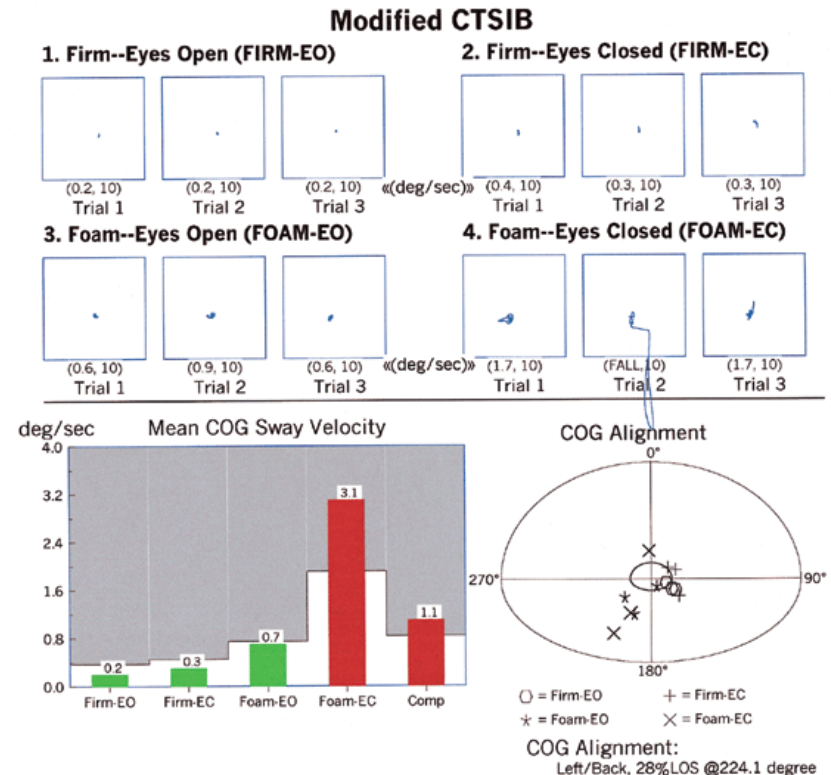 Modified CTSIB
1. Firm--Eyes Open (FIRM-EO)
2. Firm--Eyes Closed (FIRM-EC)
(0.2, 10) (0.2, 10) (0.2, 10) «(deg/sec)» (0.4, 10) (0.3, 10) (0.3, 10)
Trial 1 Trial 2 Trial 3 Trial 1 Trial 2 Trial 3
3. Foam--Eyes Open (FOAM-EO)
4. Foam--Eyes Closed (FOAM-EC)
(0.6, 10) (0.9, 10) (0.6, 10) «(deg/sec)» (1.7, 10) (FALL,10) (1.7, 10)
Trial 1 Trial 2 Trial 3 Trial 1 Trial 2 Trial 3
deg/sec Mean COG Sway Velocity
4.0
3.2
2.4
1.6
0.8
0.0
0.2
0.3
0.7
3.1
1.1
Firm-EO Firm-EC Foam-EO Foam-EC Comp
COG Alignment
0°
270° 90°
180°
= Firm-EO + = Firm-EC
* = Foam-EO X = Foam-EC
COG Alignment:
Left/Back, 28%LOS @224.1 degree